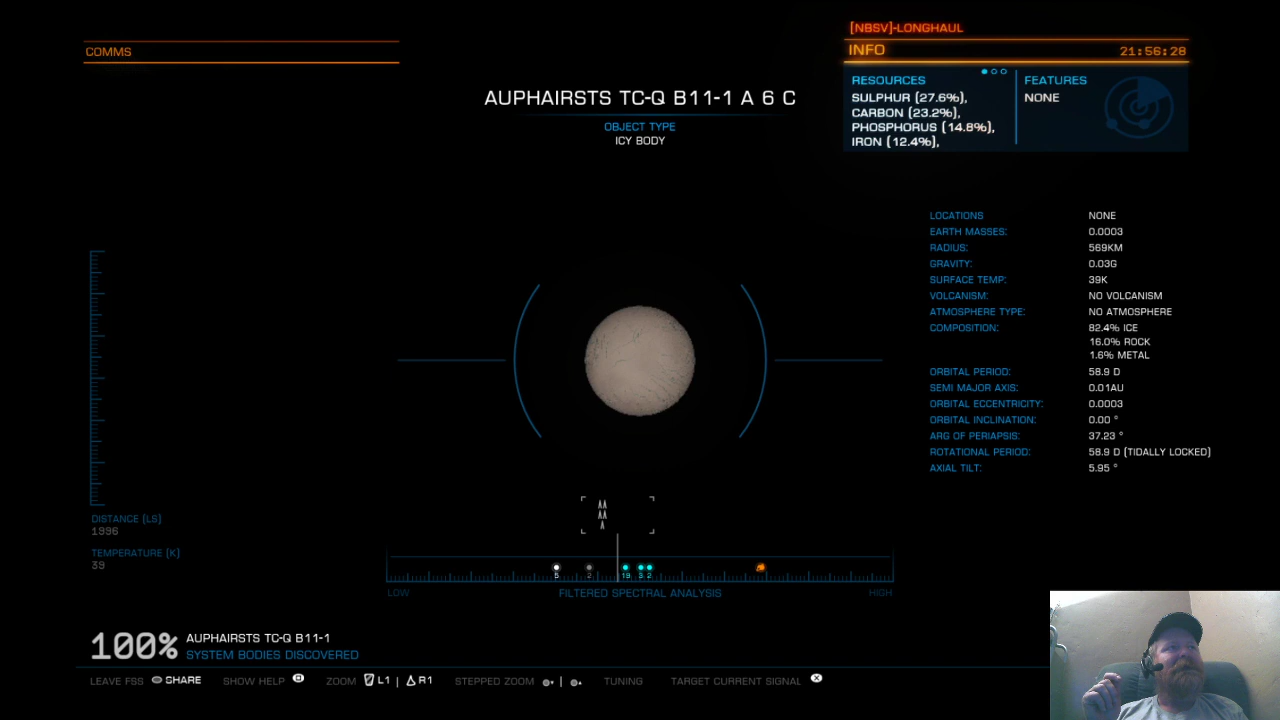 COMMS
[NBSV]-LONGHAUL
INFO 21:56:28
RESOURCES
SULPHUR (27.6%),
CARBON (23.2%),
PHOSPHORUS (14.8%),
IRON (12.4%),
FEATURES
NONE
AUPHAIRSTS TC-Q B11-1 A 6 C
OBJECT TYPE
ICY BODY
LOCATIONS NONE
EARTH MASSES: 0.0003
RADIUS: 569KM
GRAVITY: 0.03G
SURFACE TEMP: 39K
VOLCANISM: NO VOLCANISM
ATMOSPHERE TYPE: NO ATMOSPHERE
COMPOSITION: 82.4% ICE
16.0% ROCK
1.6% METAL
ORBITAL PERIOD: 58.9 D
SEMI MAJOR AXIS: 0.01AU
ORBITAL ECCENTRICITY: 0.0003
ORBITAL INCLINATION: 0.00 °
ARG OF PERIAPSIS: 37.23 °
ROTATIONAL PERIOD: 58.9 D (TIDALLY LOCKED)
AXIAL TILT: 5.95 °
DISTANCE (LS)
1996
TEMPERATURE (K)
39
5 2 19 3 2
LOW FILTERED SPECTRAL ANALYSIS HIGH
100% AUPHAIRSTS TC-Q B11-1
SYSTEM BODIES DISCOVERED
LEAVE FSS SHARE SHOW HELP ZOOM L1 | R1 STEPPED ZOOM | TUNING TARGET CURRENT SIGNAL